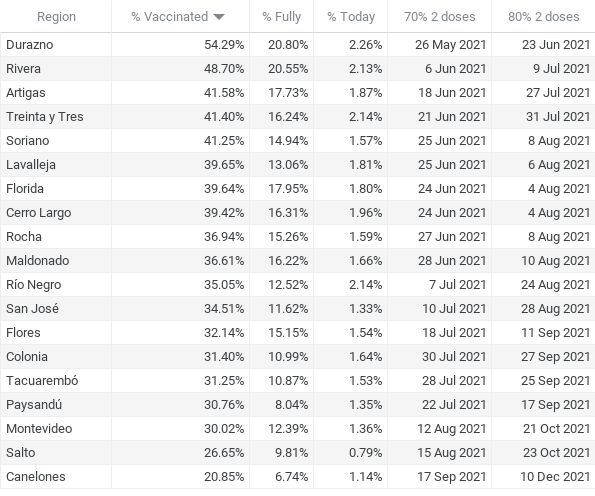 Region % Vaccinated % Fully % Today 70% 2 doses 80% 2 doses
Durazno 54.29% 20.80% 2.26% 26 May 2021 23 Jun 2021
Rivera 48.70% 20.55% 2.13% 6 Jun 2021 9 Jul 2021
Artigas 41.58% 17.73% 1.87% 18 Jun 2021 27 Jul 2021
Treinta y Tres 41.40% 16.24% 2.14% 21 Jun 2021 31 Jul 2021
Soriano 41.25% 14.94% 1.57% 25 Jun 2021 8 Aug 2021
Lavalleja 39.65% 13.06% 1.81% 25 Jun 2021 6 Aug 2021
Florida 39.64% 17.95% 1.80% 24 Jun 2021 4 Aug 2021
Cerro Largo 39.42% 16.31% 1.96% 24 Jun 2021 4 Aug 2021
Rocha 36.94% 15.26% 1.59% 27 Jun 2021 8 Aug 2021
Maldonado 36.61% 16.22% 1.66% 28 Jun 2021 10 Aug 2021
Río Negro 35.05% 12.52% 2.14% 7 Jul 2021 24 Aug 2021
San José 34.51% 11.62% 1.33% 10 Jul 2021 28 Aug 2021
Flores 32.14% 15.15% 1.54% 18 Jul 2021 11 Sep 2021
Colonia 31.40% 10.99% 1.64% 30 Jul 2021 27 Sep 2021
Tacuarembó 31.25% 10.87% 1.53% 28 Jul 2021 25 Sep 2021
Paysandú 30.76% 8.04% 1.35% 22 Jul 2021 17 Sep 2021
Montevideo 30.02% 12.39% 1.36% 12 Aug 2021 21 Oct 2021
Salto 26.65% 9.81% 0.79% 15 Aug 2021 23 Oct 2021
Canelones 20.85% 6.74% 1.14% 17 Sep 2021 10 Dec 2021